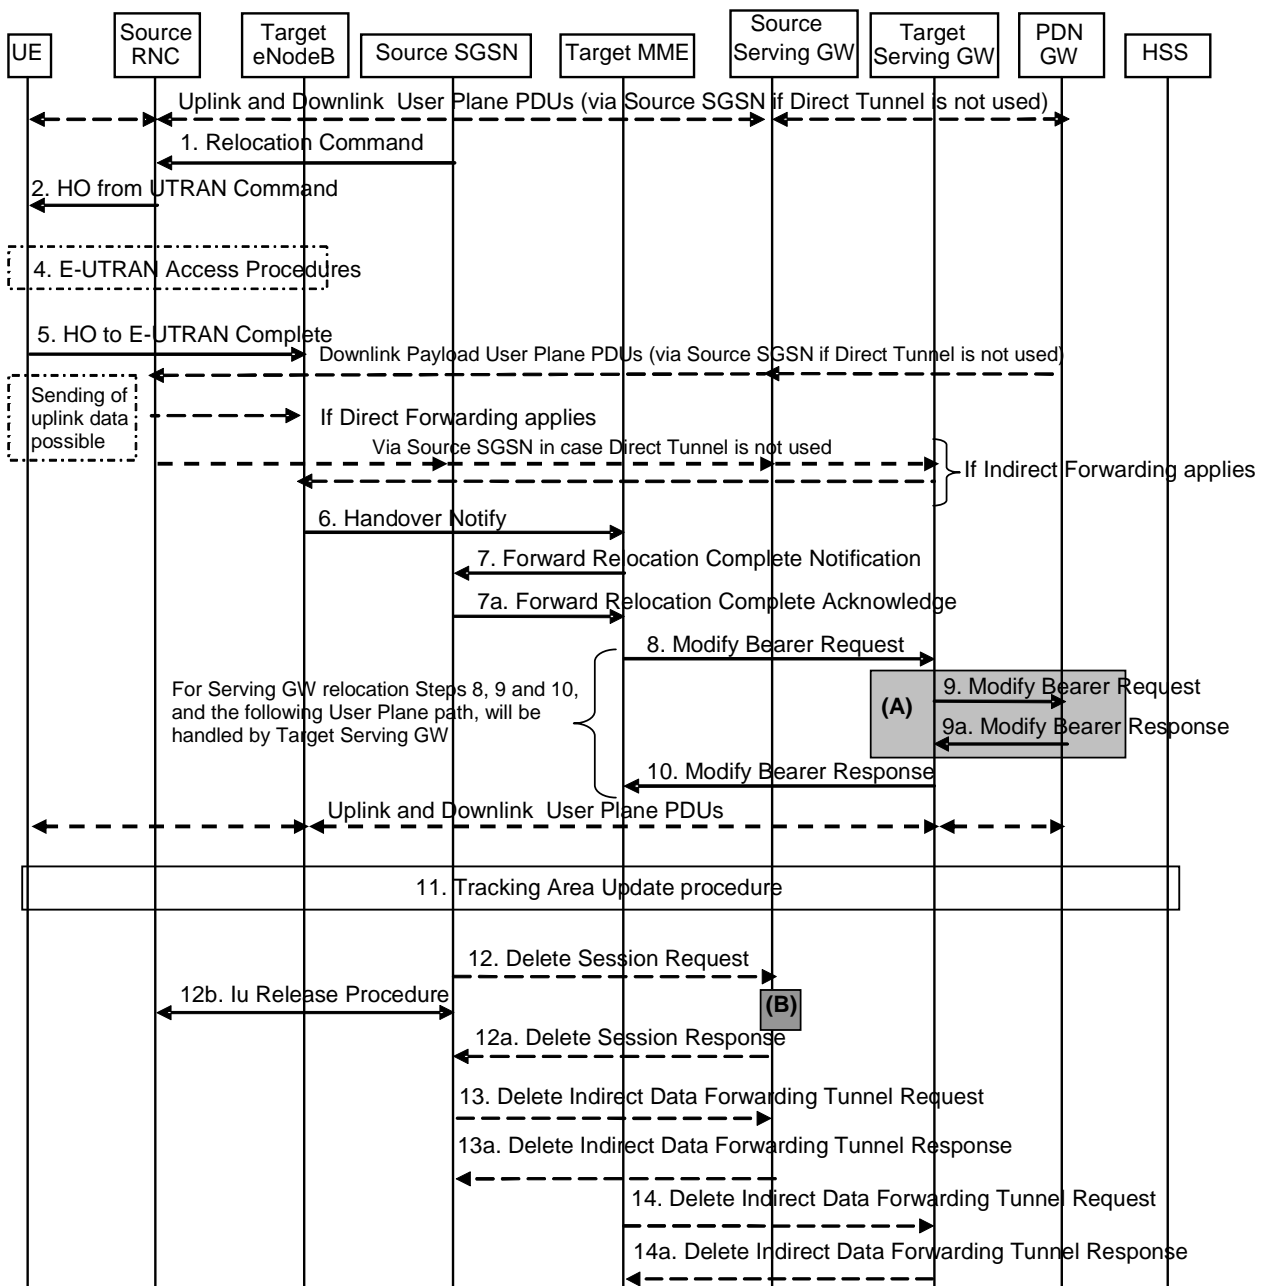 UE
Source
RNC
Target
eNodeB
Source SGSN
Target MME
Source
Serving GW
Target
Serving GW
PDN
GW
HSS
Uplink and Downlink User Plane PDUs (via Source SGSN if Direct Tunnel is not used)
1. Relocation Command
2. HO from UTRAN Command
4. E-UTRAN Access Procedures
5. HO to E-UTRAN Complete
Downlink Payload User Plane PDUs (via Source SGSN if Direct Tunnel is not used)
Sending of
uplink data
possible
If Direct Forwarding applies
Via Source SGSN in case Direct Tunnel is not used
If Indirect Forwarding applies
6. Handover Notify
7. Forward Relocation Complete Notification
7a. Forward Relocation Complete Acknowledge
8. Modify Bearer Request
For Serving GW relocation Steps 8, 9 and 10,
and the following User Plane path, will be
handled by Target Serving GW
(A)
9. Modify Bearer Request
9a. Modify Bearer Response
10. Modify Bearer Response
Uplink and Downlink User Plane PDUs
11. Tracking Area Update procedure
12. Delete Session Request
12b. Iu Release Procedure
(B)
12a. Delete Session Response
13. Delete Indirect Data Forwarding Tunnel Request
13a. Delete Indirect Data Forwarding Tunnel Response
14. Delete Indirect Data Forwarding Tunnel Request
14a. Delete Indirect Data Forwarding Tunnel Response